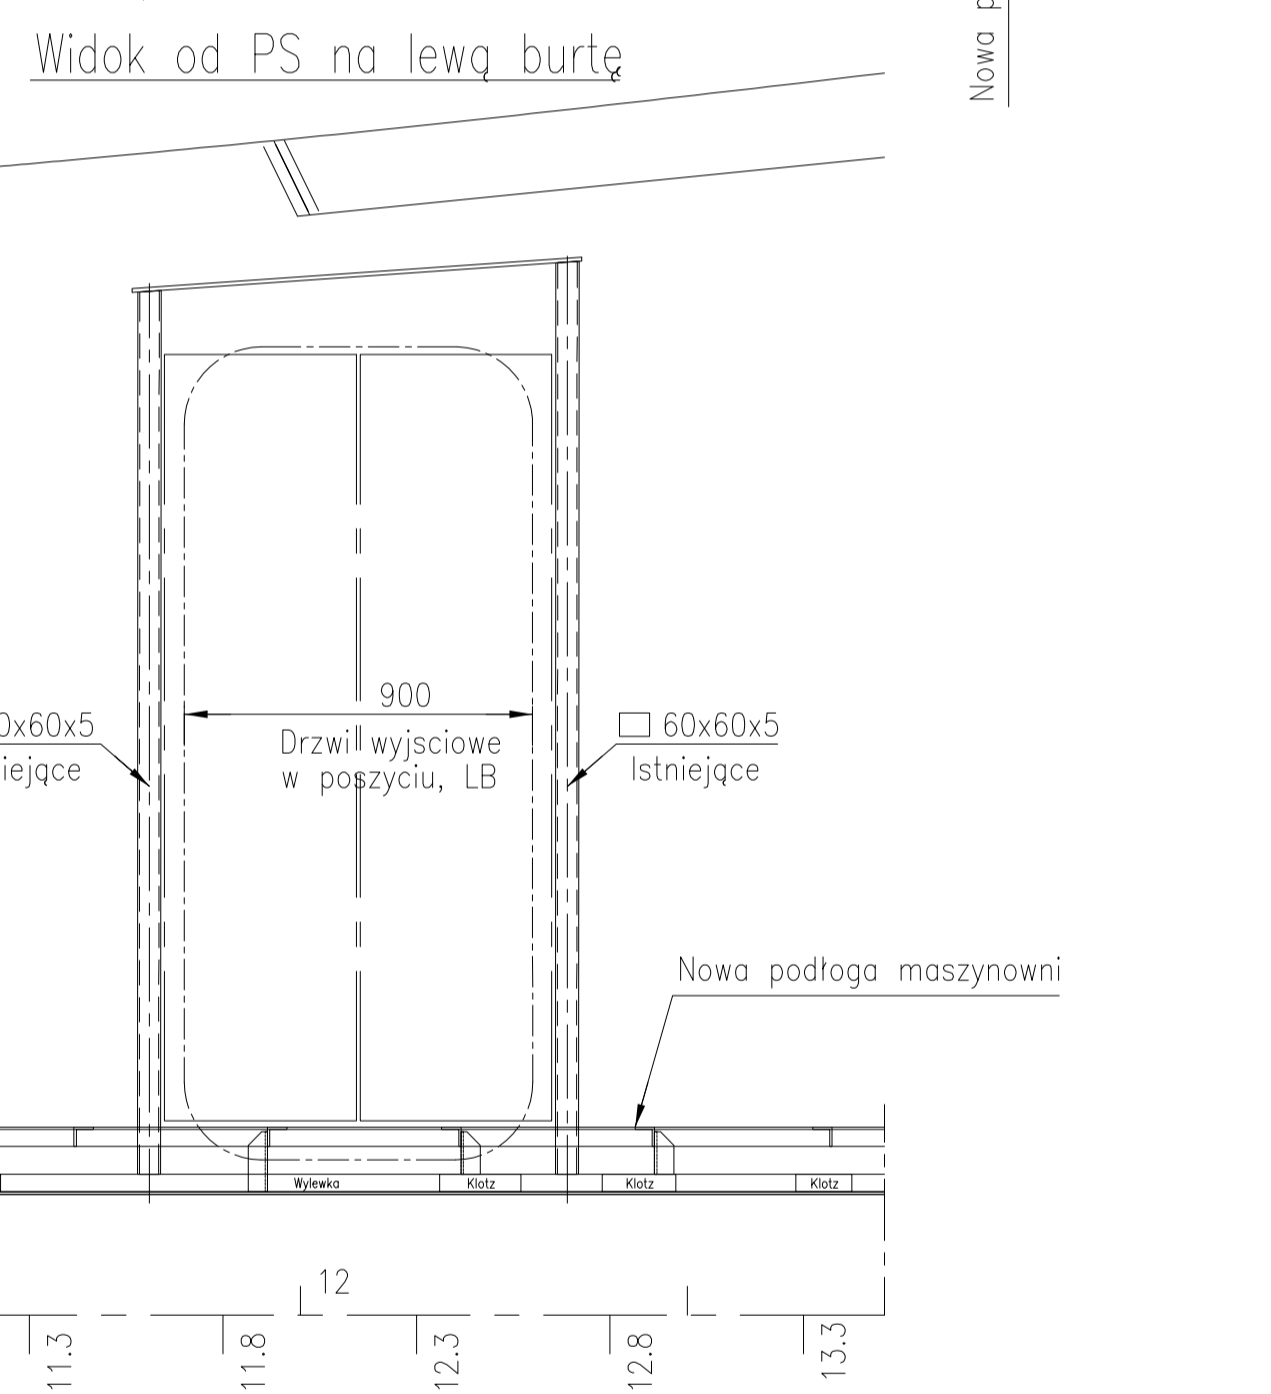 Widok od PS na lewą burtę
Nowa p
900
Drzwi wyjsciowe
w poszyciu, LB
0x60x5
iejące
60x60x5
Istniejące
Nowa podłoga maszynowni
Wylewka
Klotz
Klotz
Klotz
12
11.3
11.8
12.3
12.8
13.3